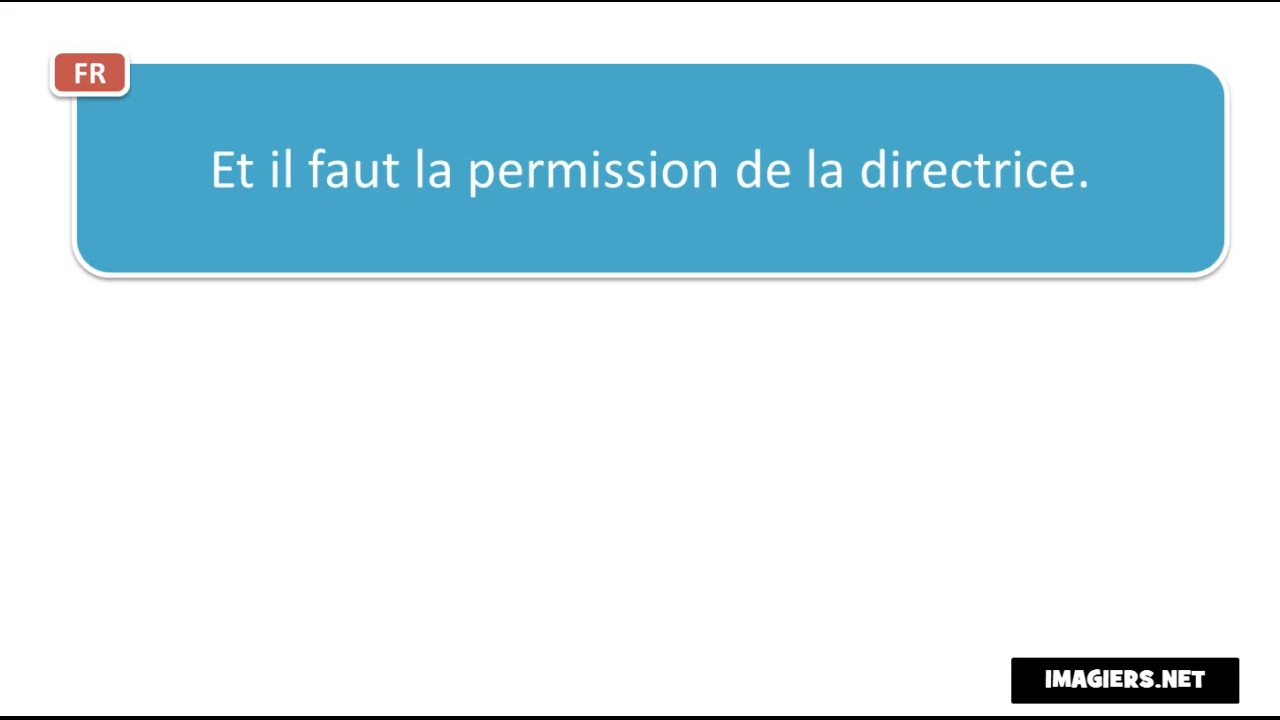 FR
Et il faut la permission de la directrice.
IMAGIERS.NET